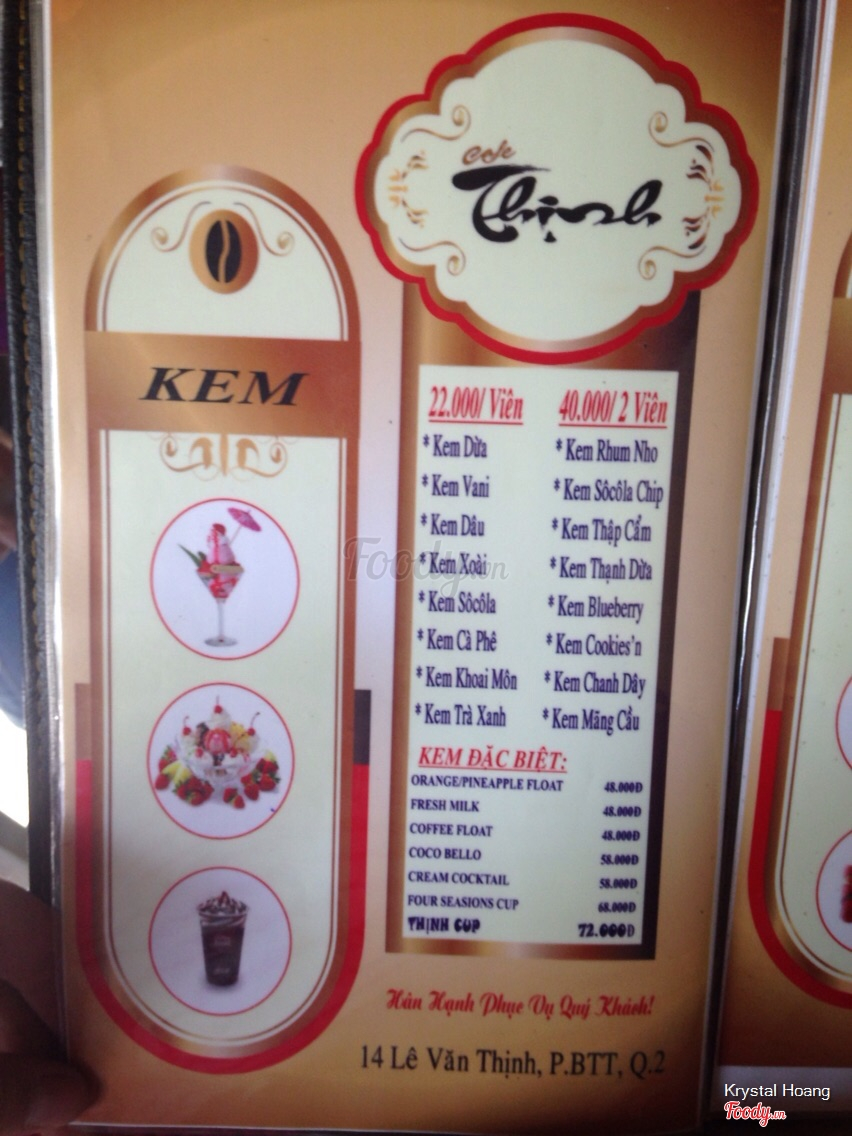 Cafe
Thịnh
KEM
22.000/ Viên
* Kem Dừa
* Kem Vani
* Kem Dâu
* Kem Xoài
* Kem Sôcôla
* Kem Cà Phê
* Kem Khoai Môn
* Kem Trà Xanh
40.000/ 2 Viên
* Kem Rhum Nho
* Kem Sôcôla Chip
* Kem Thập Cẩm
* Kem Thạnh Dừa
* Kem Blueberry
* Kem Cookies'n
* Kem Chanh Dây
* Kem Mãng Cầu
KEM ĐẶC BIỆT:
ORANGE/PINEAPPLE FLOAT 48.000Đ
FRESH MILK 48.000Đ
COFFEE FLOAT 48.000Đ
COCO BELLO 58.000Đ
CREAM COCKTAIL 58.000Đ
FOUR SEASIONS CUP 68.000Đ
THỊNH CUP 72.000Đ
Hân Hạnh Phục Vụ Quý Khách!
14 Lê Văn Thịnh, P.BTT, Q.2
Foody.vn
Krystal Hoang
Foody.vn